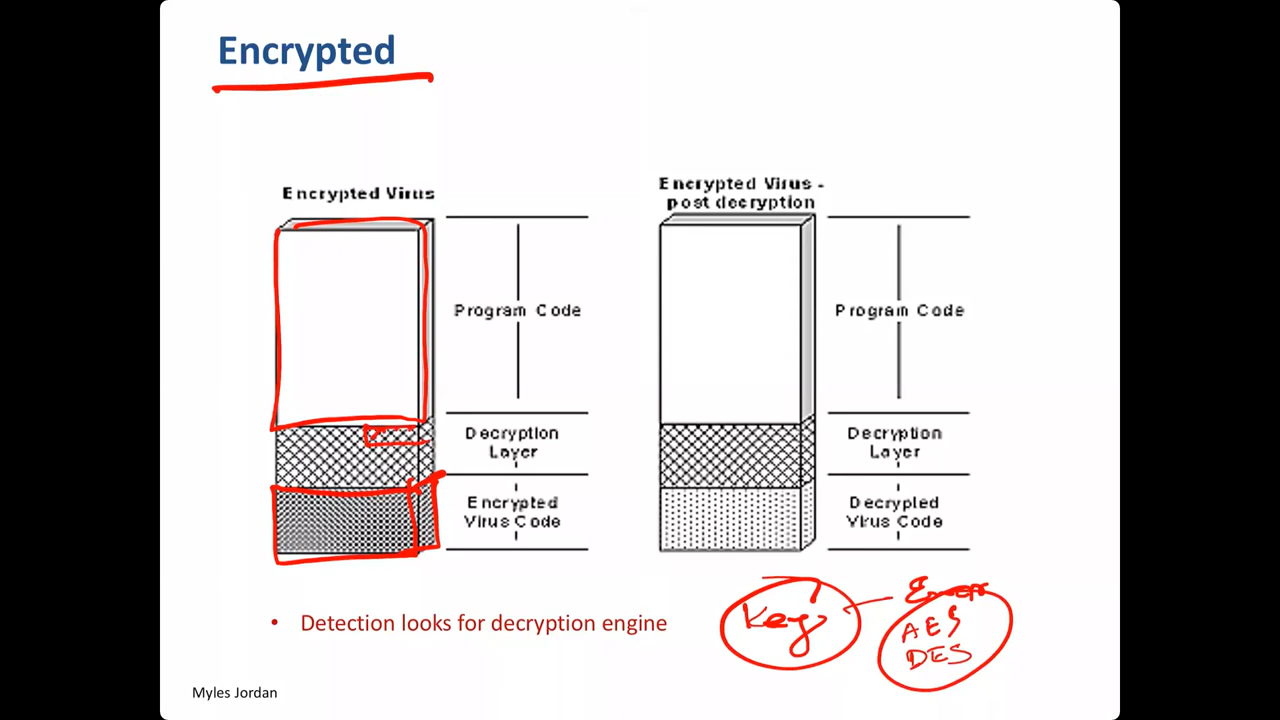 Encrypted
Encrypted Virus
Program Code
Decryption
Layer
Encrypted
Virus Code
Encrypted Virus -
post decryption
Program Code
Decryption
Layer
Decrypted
Virus Code
• Detection looks for decryption engine
Key
AES
DES
Myles Jordan